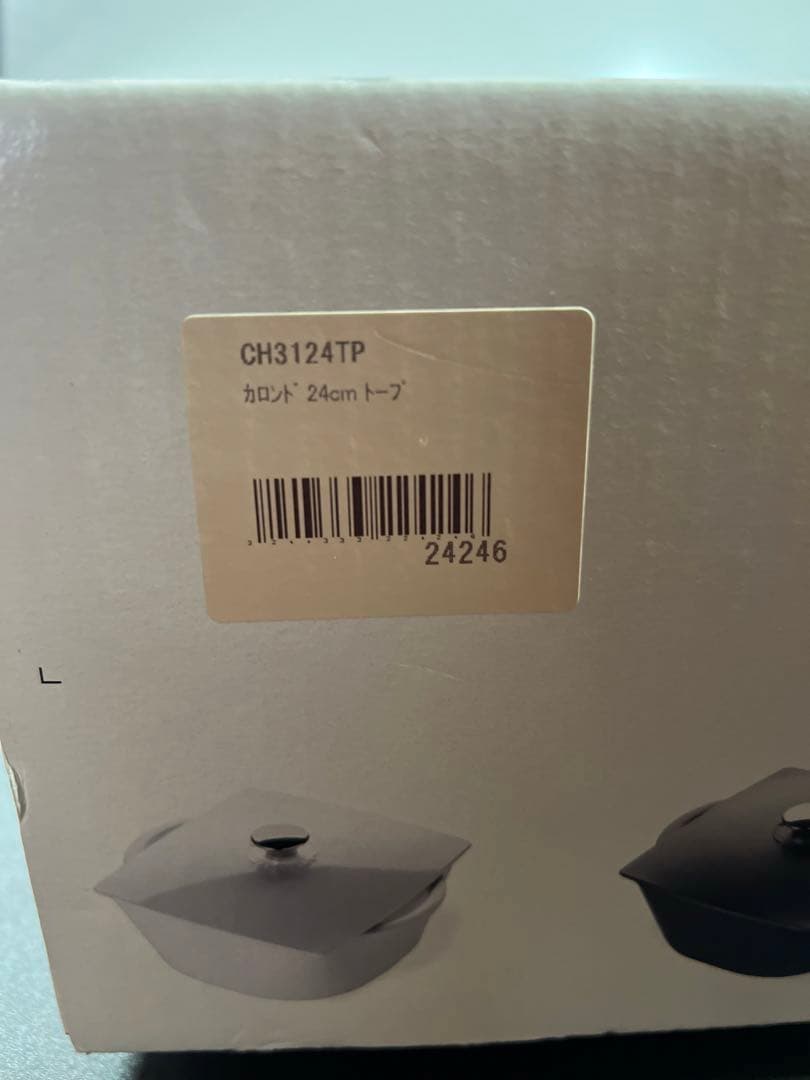 CH3124TP
ｶﾛﾝﾄﾞ 24cm ﾄｰﾌﾟ
24246